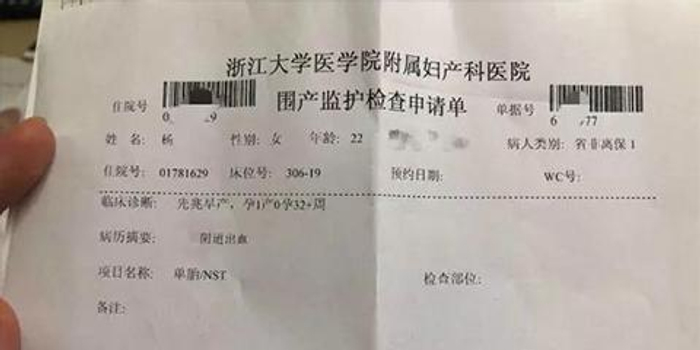 浙江大学医学院附属妇产科医院
围产监护检查申请单
住院号 0 9 单据号 6 77
姓 名: 杨 性别: 女 年龄: 22 病人类别: 省非离保1
住院号: 01781629 床位号: 306-19 预约日期: WC号:
临床诊断: 先兆早产,孕1产0孕32+周
病历摘要: 阴道出血
项目名称: 单胎/NST 检查部位:
备注: